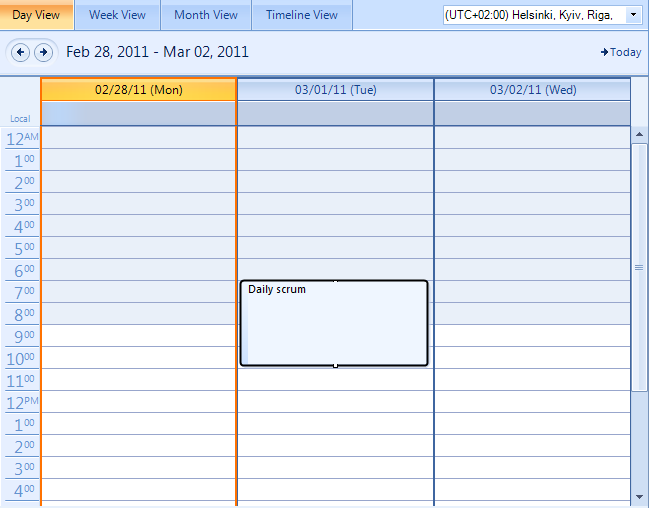 Day View Week View Month View Timeline View (UTC+02:00) Helsinki, Kyiv, Riga,
Feb 28, 2011 - Mar 02, 2011 Today
02/28/11 (Mon) 03/01/11 (Tue) 03/02/11 (Wed)
Local
12AM
1 00
2 00
3 00
4 00
5 00
6 00
7 00 Daily scrum
8 00
9 00
10 00
11 00
12PM
1 00
2 00
3 00
4 00